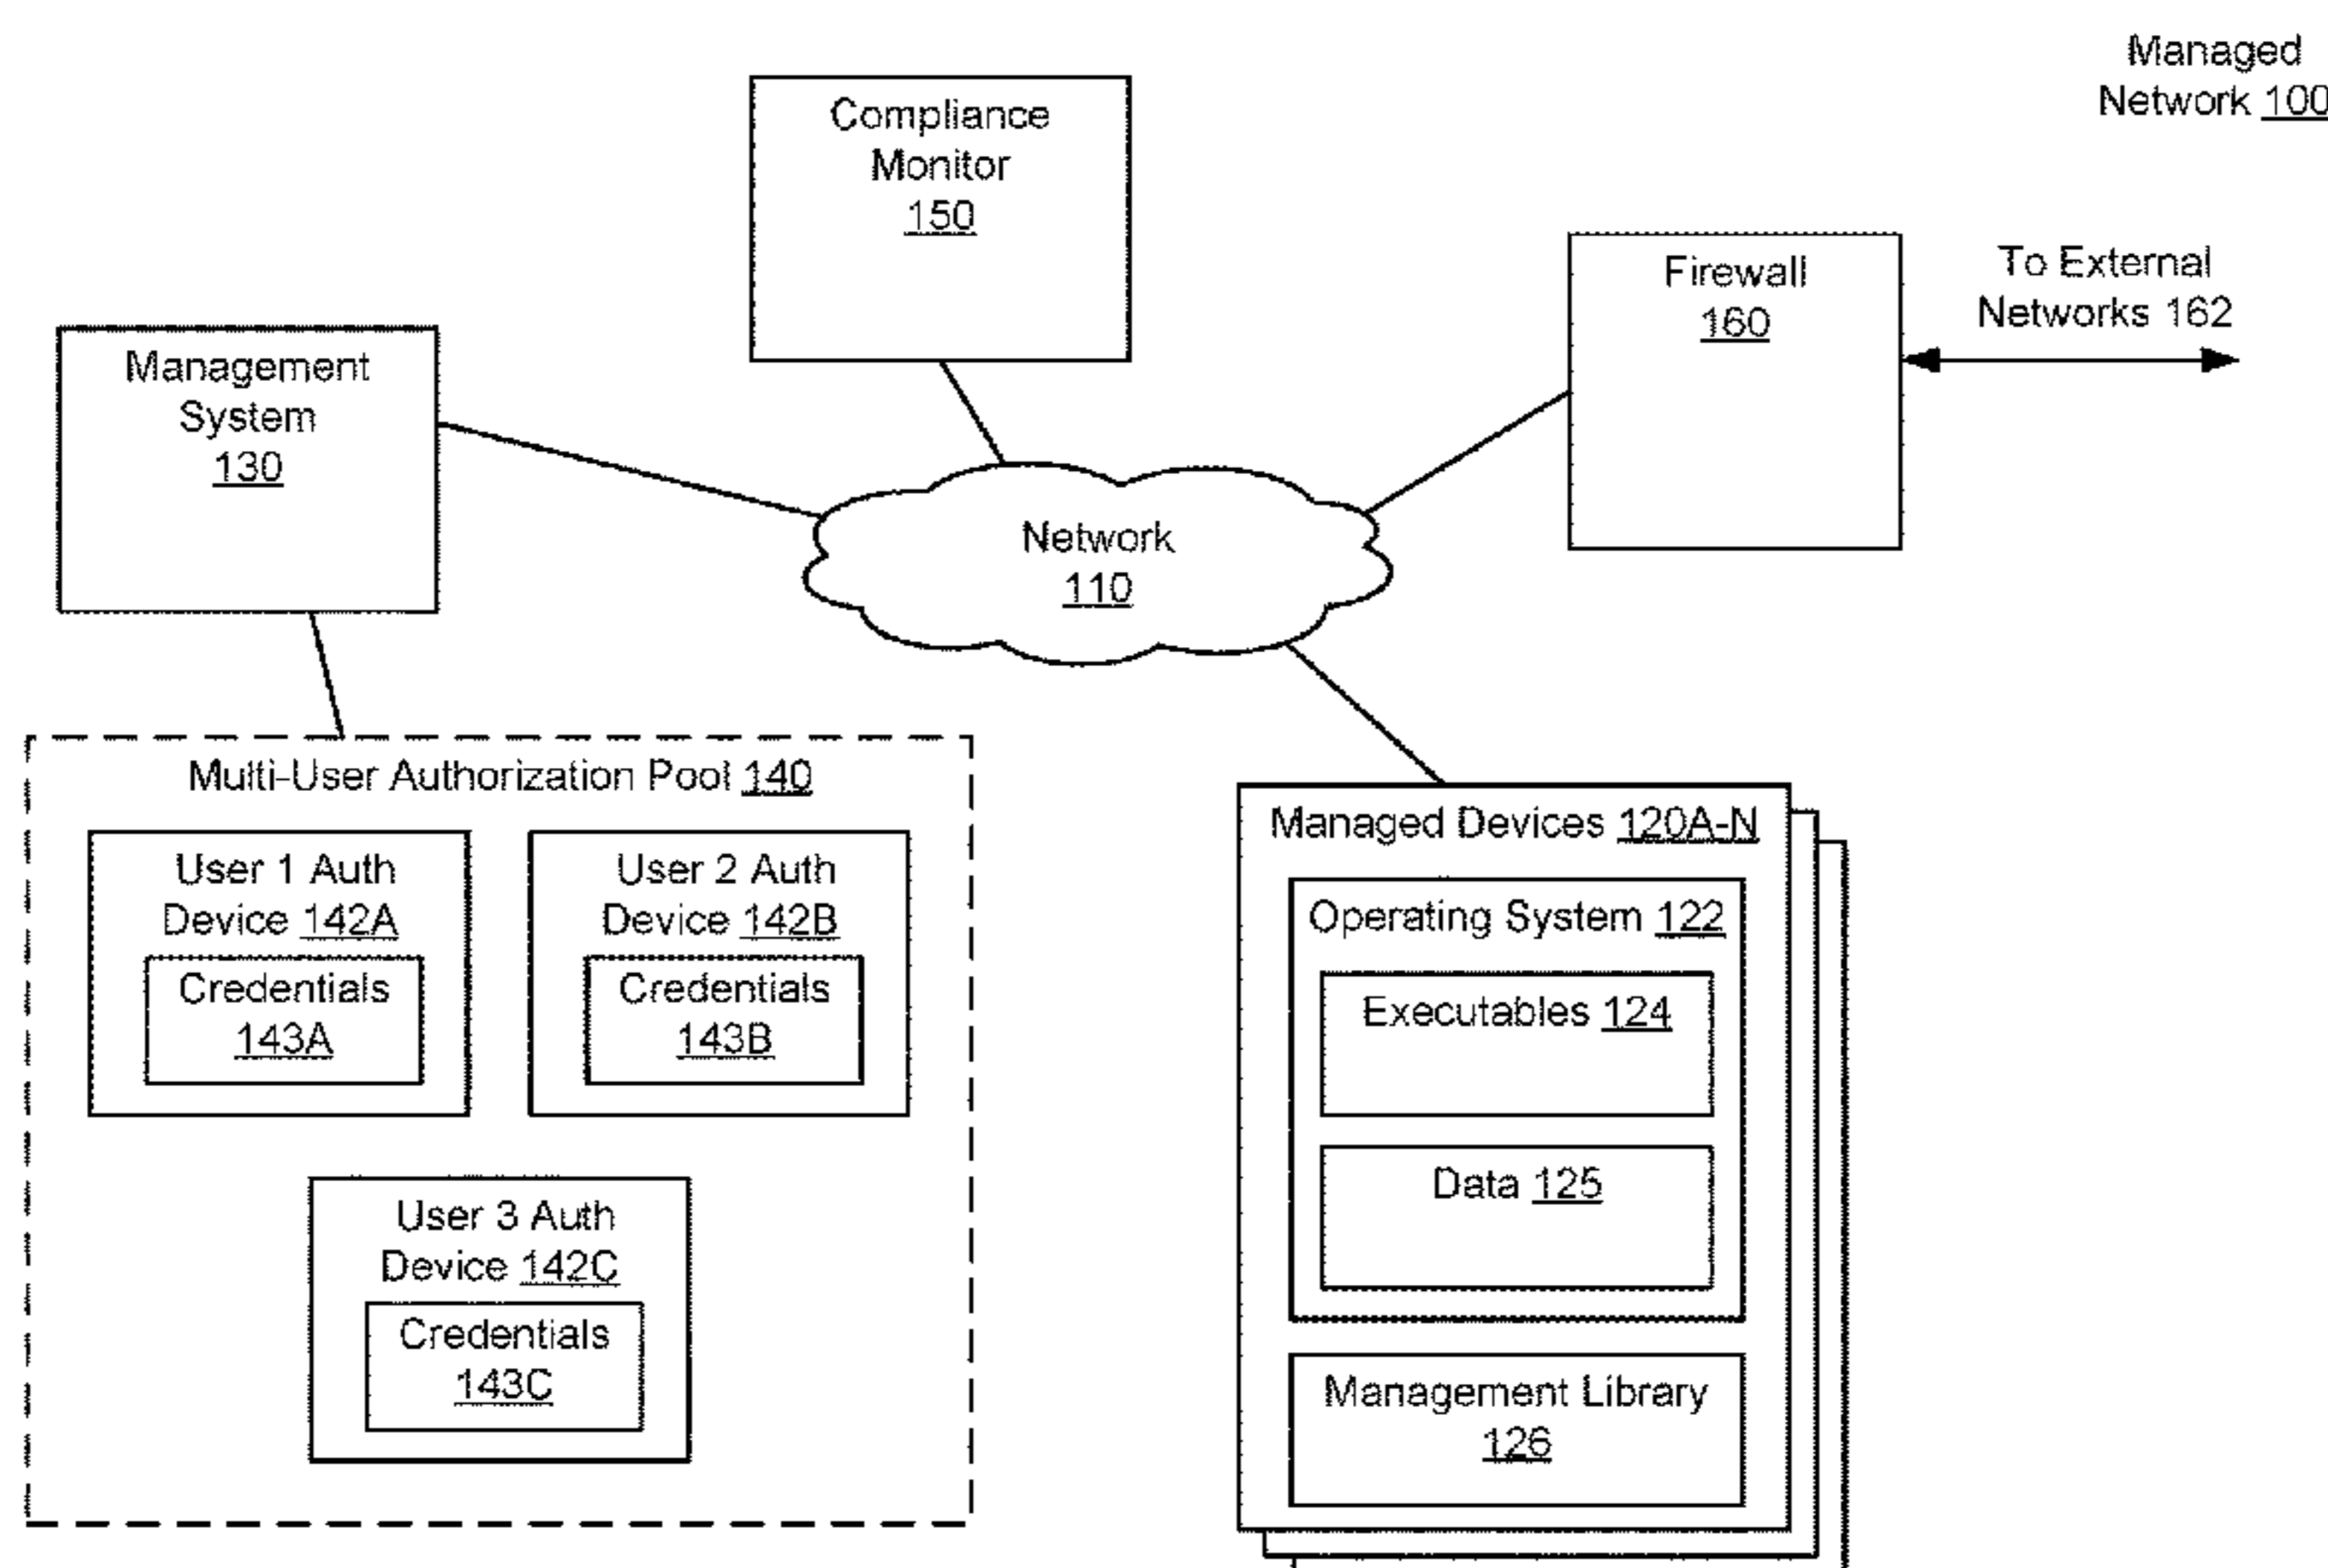 Managed
Network 100
Compliance
Monitor
150
Firewall
160
To External
Networks 162
Management
System
130
Network
110
Multi-User Authorization Pool 140
User 1 Auth
Device 142A
Credentials
143A
User 2 Auth
Device 142B
Credentials
143B
User 3 Auth
Device 142C
Credentials
143C
Managed Devices 120A-N
Operating System 122
Executables 124
Data 125
Management Library
126